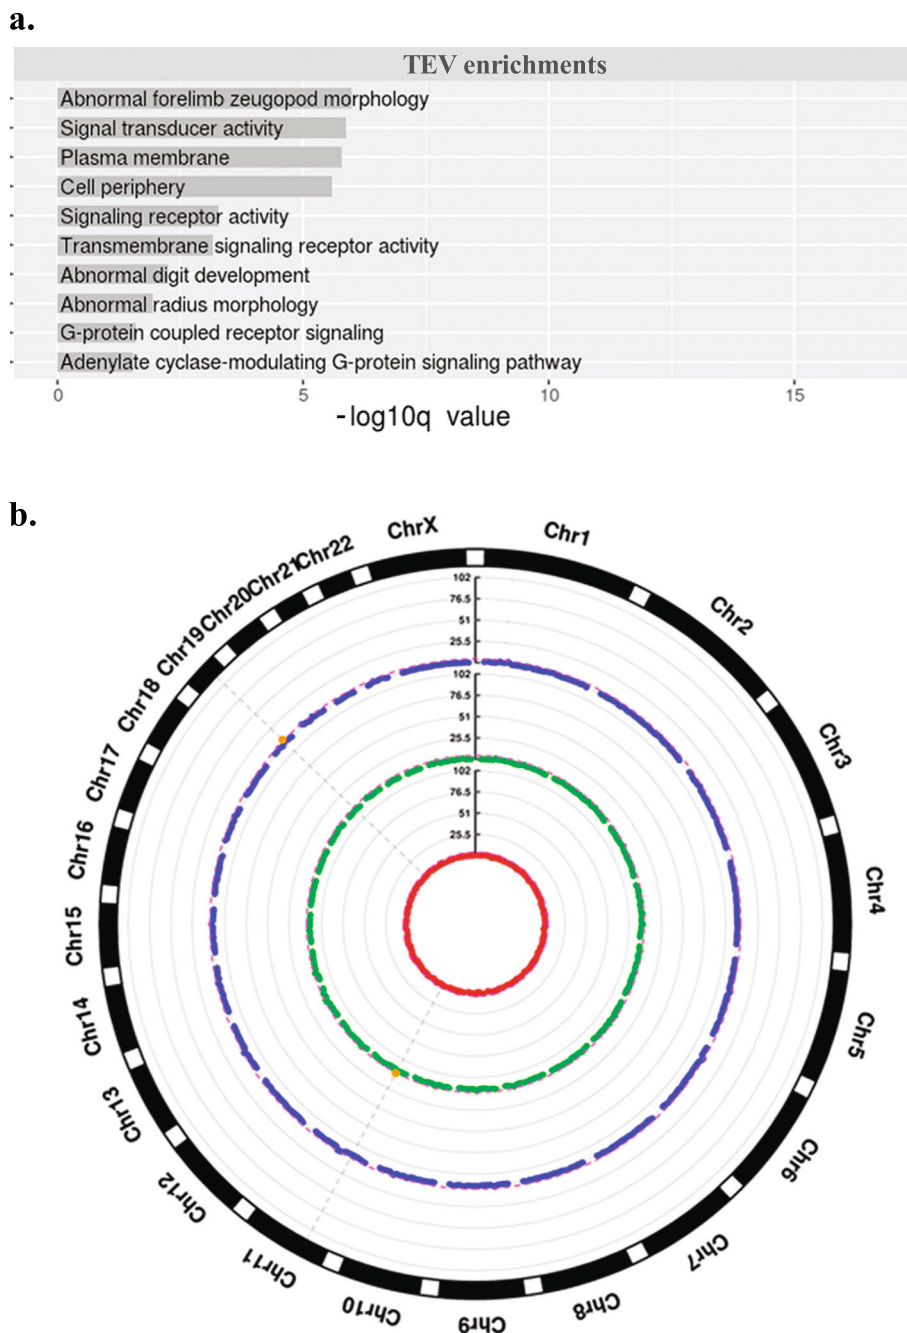 a.
TEV enrichments
Abnormal forelimb zeugopod morphology
Signal transducer activity
Plasma membrane
Cell periphery
Signaling receptor activity
Transmembrane signaling receptor activity
Abnormal digit development
Abnormal radius morphology
G-protein coupled receptor signaling
Adenylate cyclase-modulating G-protein signaling pathway
0 5 10 15
-log10q value
b.
ChrX
Chr1
Chr2
Chr3
Chr4
Chr5
Chr6
Chr7
Chr8
Chr9
Chr10
Chr11
Chr12
Chr13
Chr14
Chr15
Chr16
Chr17
Chr18
Chr19
Chr20
Chr21
Chr22
102
76.5
51
25.5
102
76.5
51
25.5
102
76.5
51
25.5